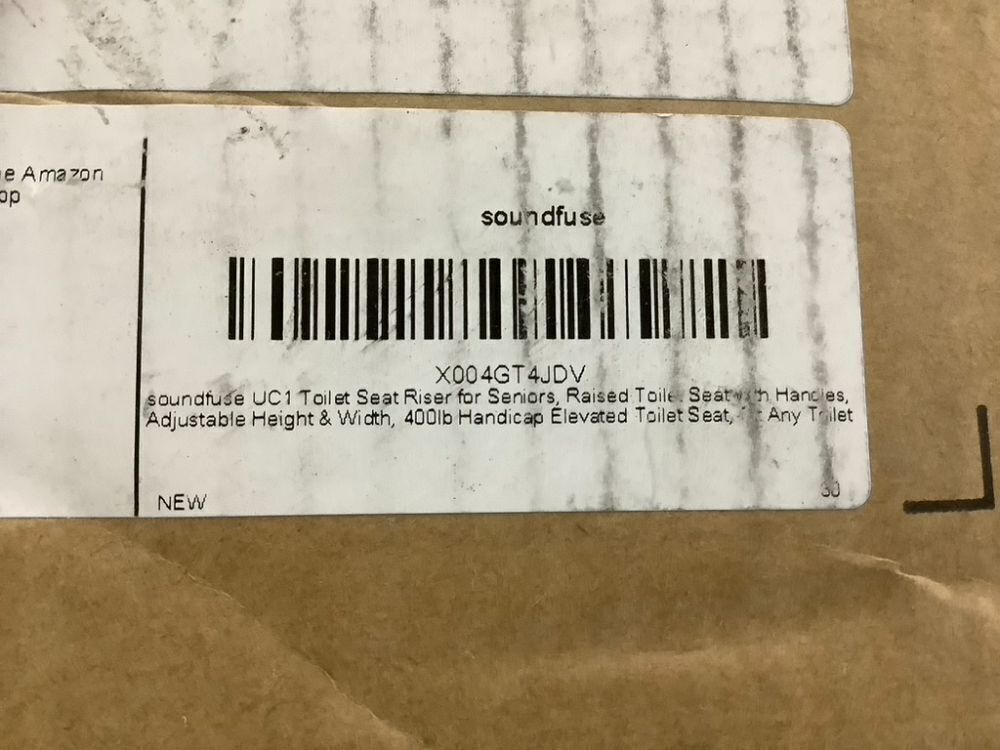 Amazon
soundfuse
X004GT4JDV
soundfuse UC1 Toilet Seat Riser for Seniors, Raised Toilet Seat with Handles,
Adjustable Height & Width, 400lb Handicap Elevated Toilet Seat, Any Toilet
NEW